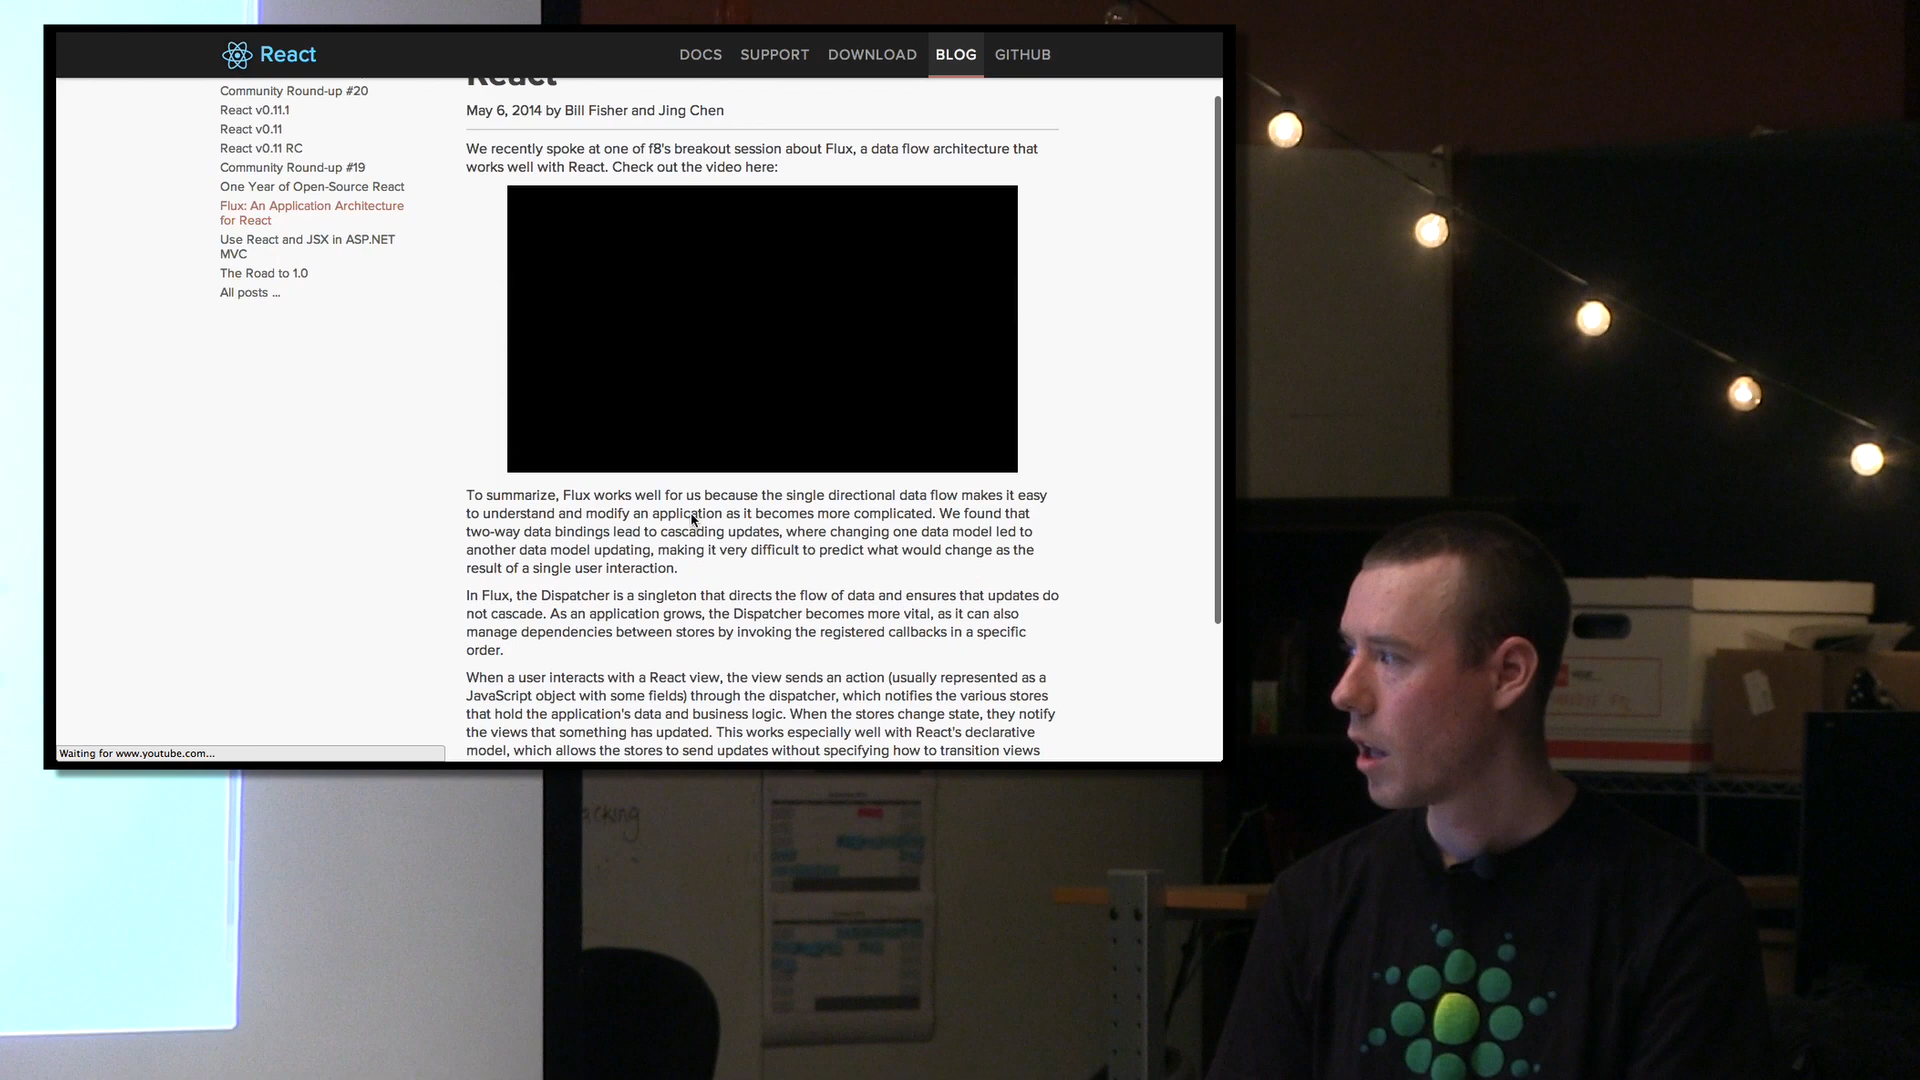 React
DOCS SUPPORT DOWNLOAD BLOG GITHUB
Community Round-up #20
React v0.11.1
React v0.11
React v0.11 RC
Community Round-up #19
One Year of Open-Source React
Flux: An Application Architecture
for React
Use React and JSX in ASP.NET
MVC
The Road to 1.0
All posts ...
React
May 6, 2014 by Bill Fisher and Jing Chen
We recently spoke at one of f8's breakout session about Flux, a data flow architecture that
works well with React. Check out the video here:
To summarize, Flux works well for us because the single directional data flow makes it easy
to understand and modify an application as it becomes more complicated. We found that
two-way data bindings lead to cascading updates, where changing one data model led to
another data model updating, making it very difficult to predict what would change as the
result of a single user interaction.
In Flux, the Dispatcher is a singleton that directs the flow of data and ensures that updates do
not cascade. As an application grows, the Dispatcher becomes more vital, as it can also
manage dependencies between stores by invoking the registered callbacks in a specific
order.
When a user interacts with a React view, the view sends an action (usually represented as a
JavaScript object with some fields) through the dispatcher, which notifies the various stores
that hold the application's data and business logic. When the stores change state, they notify
the views that something has updated. This works especially well with React's declarative
model, which allows the stores to send updates without specifying how to transition views
Waiting for www.youtube.com...
acking